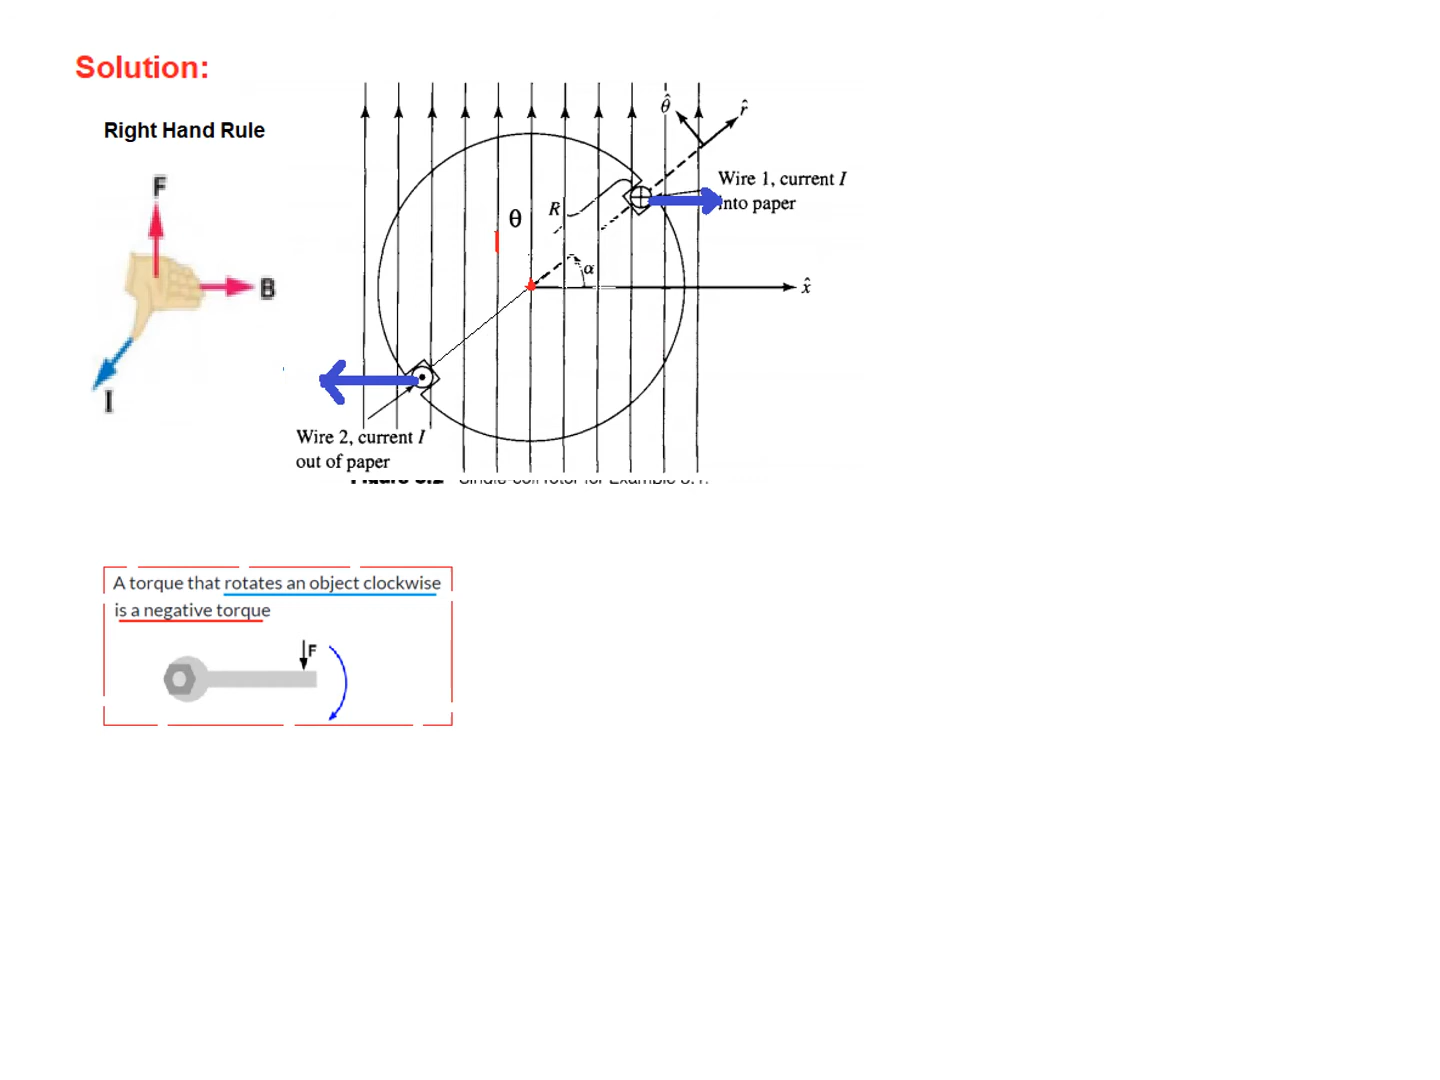 Solution:
Right Hand Rule
F
B
I
θ̂
r̂
Wire 1, current I
into paper
θ
R
α
x̂
Wire 2, current I
out of paper
A torque that rotates an object clockwise
is a negative torque
F